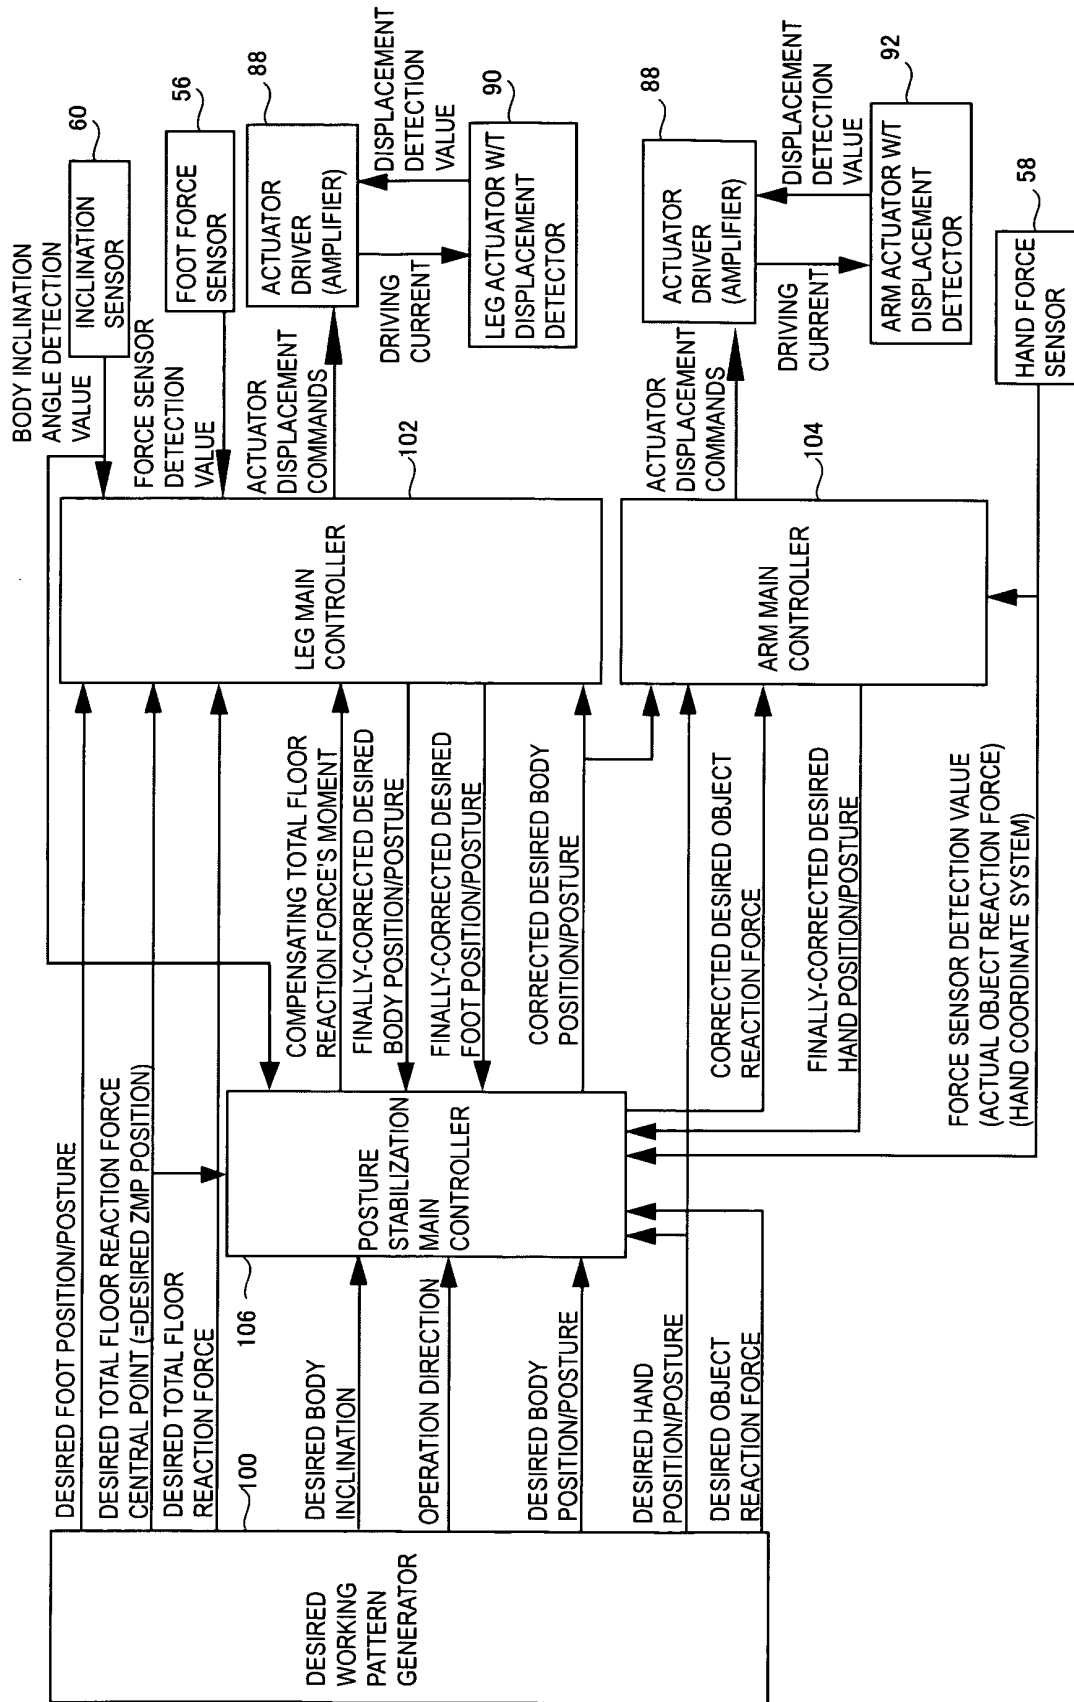 DESIRED
WORKING
PATTERN
GENERATOR
100
DESIRED FOOT POSITION/POSTURE
DESIRED TOTAL FLOOR REACTION FORCE
CENTRAL POINT (=DESIRED ZMP POSITION)
DESIRED TOTAL FLOOR
REACTION FORCE
106
DESIRED BODY
INCLINATION
OPERATION DIRECTION
DESIRED BODY
POSITION/POSTURE
DESIRED HAND
POSITION/POSTURE
DESIRED OBJECT
REACTION FORCE
POSTURE
STABILIZATION
MAIN
CONTROLLER
COMPENSATING TOTAL FLOOR
REACTION FORCE'S MOMENT
FINALLY-CORRECTED DESIRED
BODY POSITION/POSTURE
FINALLY-CORRECTED DESIRED
FOOT POSITION/POSTURE
CORRECTED DESIRED BODY
POSITION/POSTURE
CORRECTED DESIRED OBJECT
REACTION FORCE
FINALLY-CORRECTED DESIRED
HAND POSITION/POSTURE
FORCE SENSOR DETECTION VALUE
(ACTUAL OBJECT REACTION FORCE)
(HAND COORDINATE SYSTEM)
LEG MAIN
CONTROLLER
102
ARM MAIN
CONTROLLER
104
BODY INCLINATION
ANGLE DETECTION
VALUE
FORCE SENSOR
DETECTION
VALUE
ACTUATOR
DISPLACEMENT
COMMANDS
ACTUATOR
DISPLACEMENT
COMMANDS
INCLINATION
SENSOR
60
FOOT FORCE
SENSOR
56
ACTUATOR
DRIVER
(AMPLIFIER)
88
DRIVING
CURRENT
DISPLACEMENT
DETECTION
VALUE
LEG ACTUATOR W/T
DISPLACEMENT
DETECTOR
90
ACTUATOR
DRIVER
(AMPLIFIER)
88
DRIVING
CURRENT
DISPLACEMENT
DETECTION
VALUE
ARM ACTUATOR W/T
DISPLACEMENT
DETECTOR
92
HAND FORCE
SENSOR
58